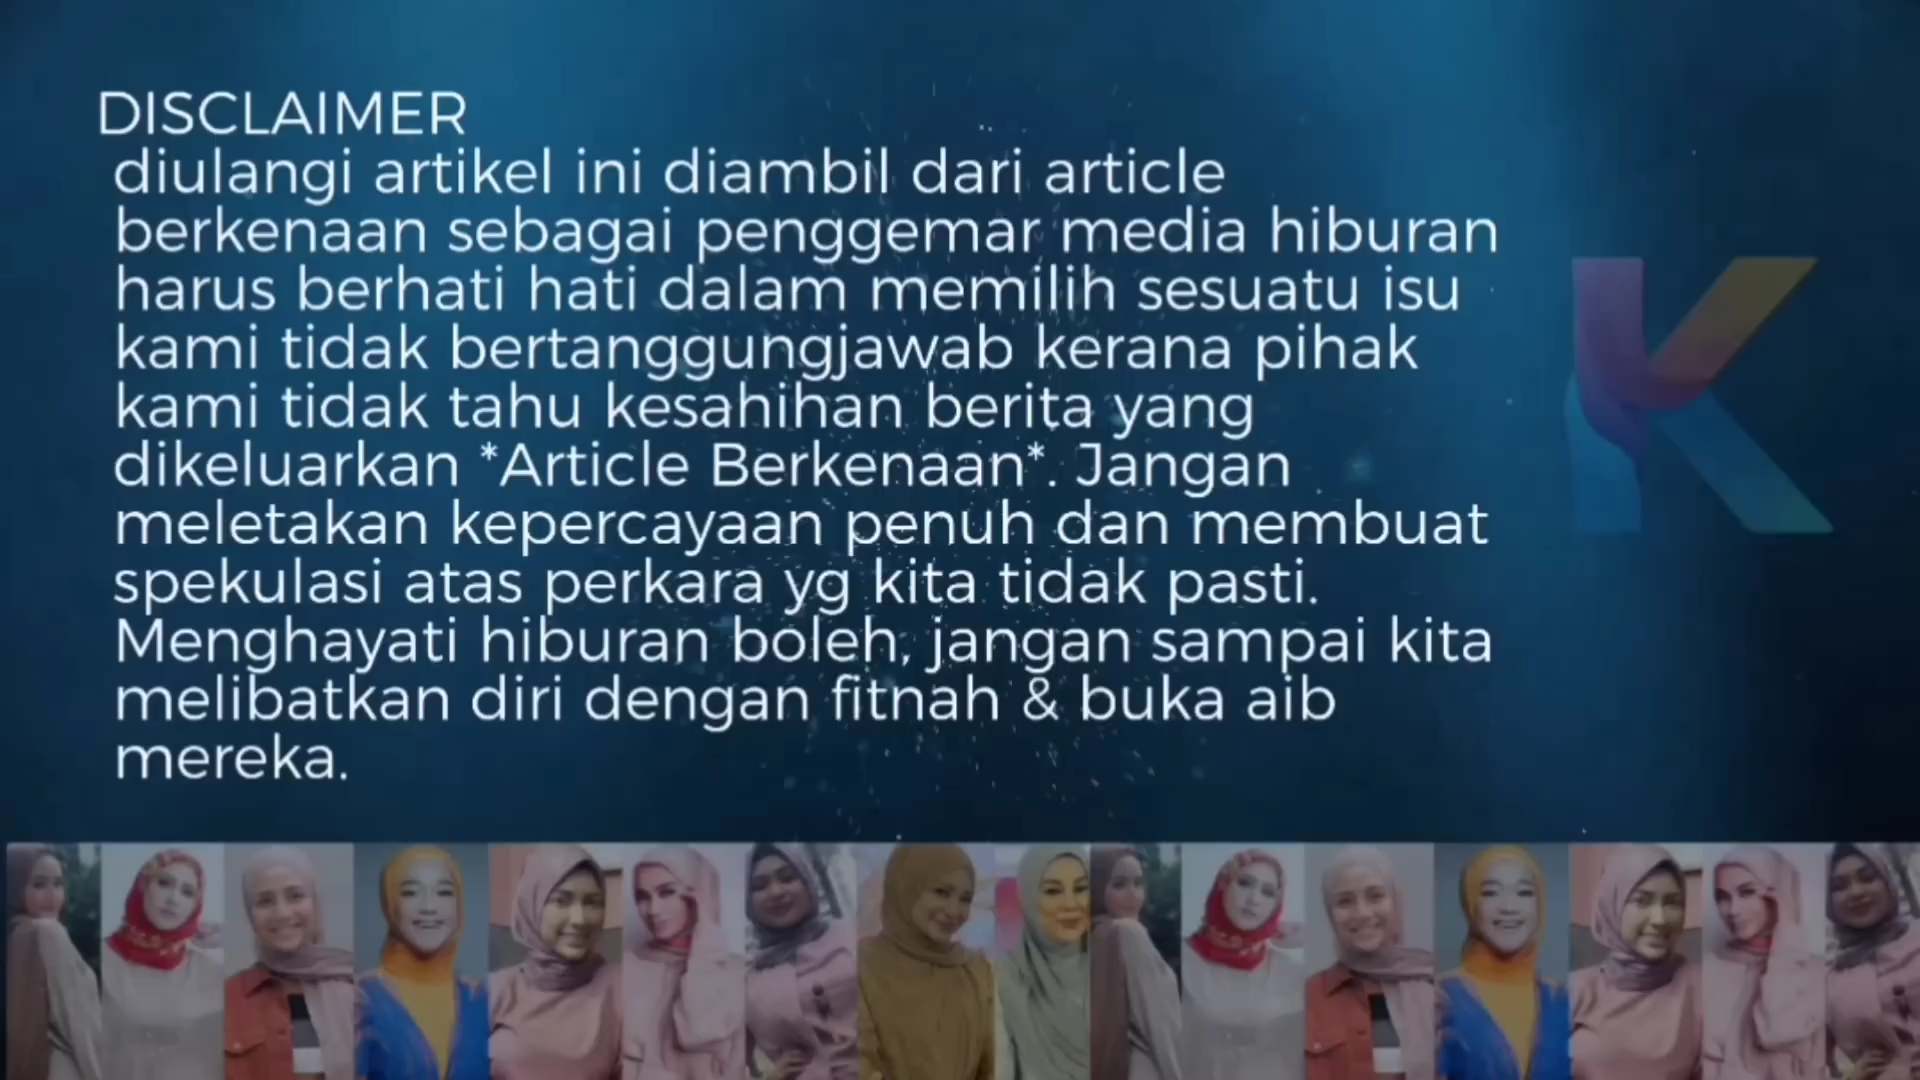 DISCLAIMER
diulangi artikel ini diambil dari article
berkenaan sebagai penggemar media hiburan
harus berhati hati dalam memilih sesuatu isu
kami tidak bertanggungjawab kerana pihak
kami tidak tahu kesahihan berita yang
dikeluarkan *Article Berkenaan*. Jangan
meletakan kepercayaan penuh dan membuat
spekulasi atas perkara yg kita tidak pasti.
Menghayati hiburan boleh, jangan sampai kita
melibatkan diri dengan fitnah & buka aib
mereka.
K